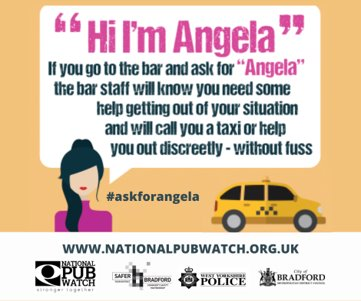 “Hi I'm Angela”
If you go to the bar and ask for “Angela”
the bar staff will know you need some
help getting out of your situation
and will call you a taxi or help
you out discreetly - without fuss
#askforangela
WWW.NATIONALPUBWATCH.ORG.UK
NATIONAL
PUB
WATCH
stronger together
SAFER
BRADFORD
WEST YORKSHIRE
POLICE
City of
BRADFORD